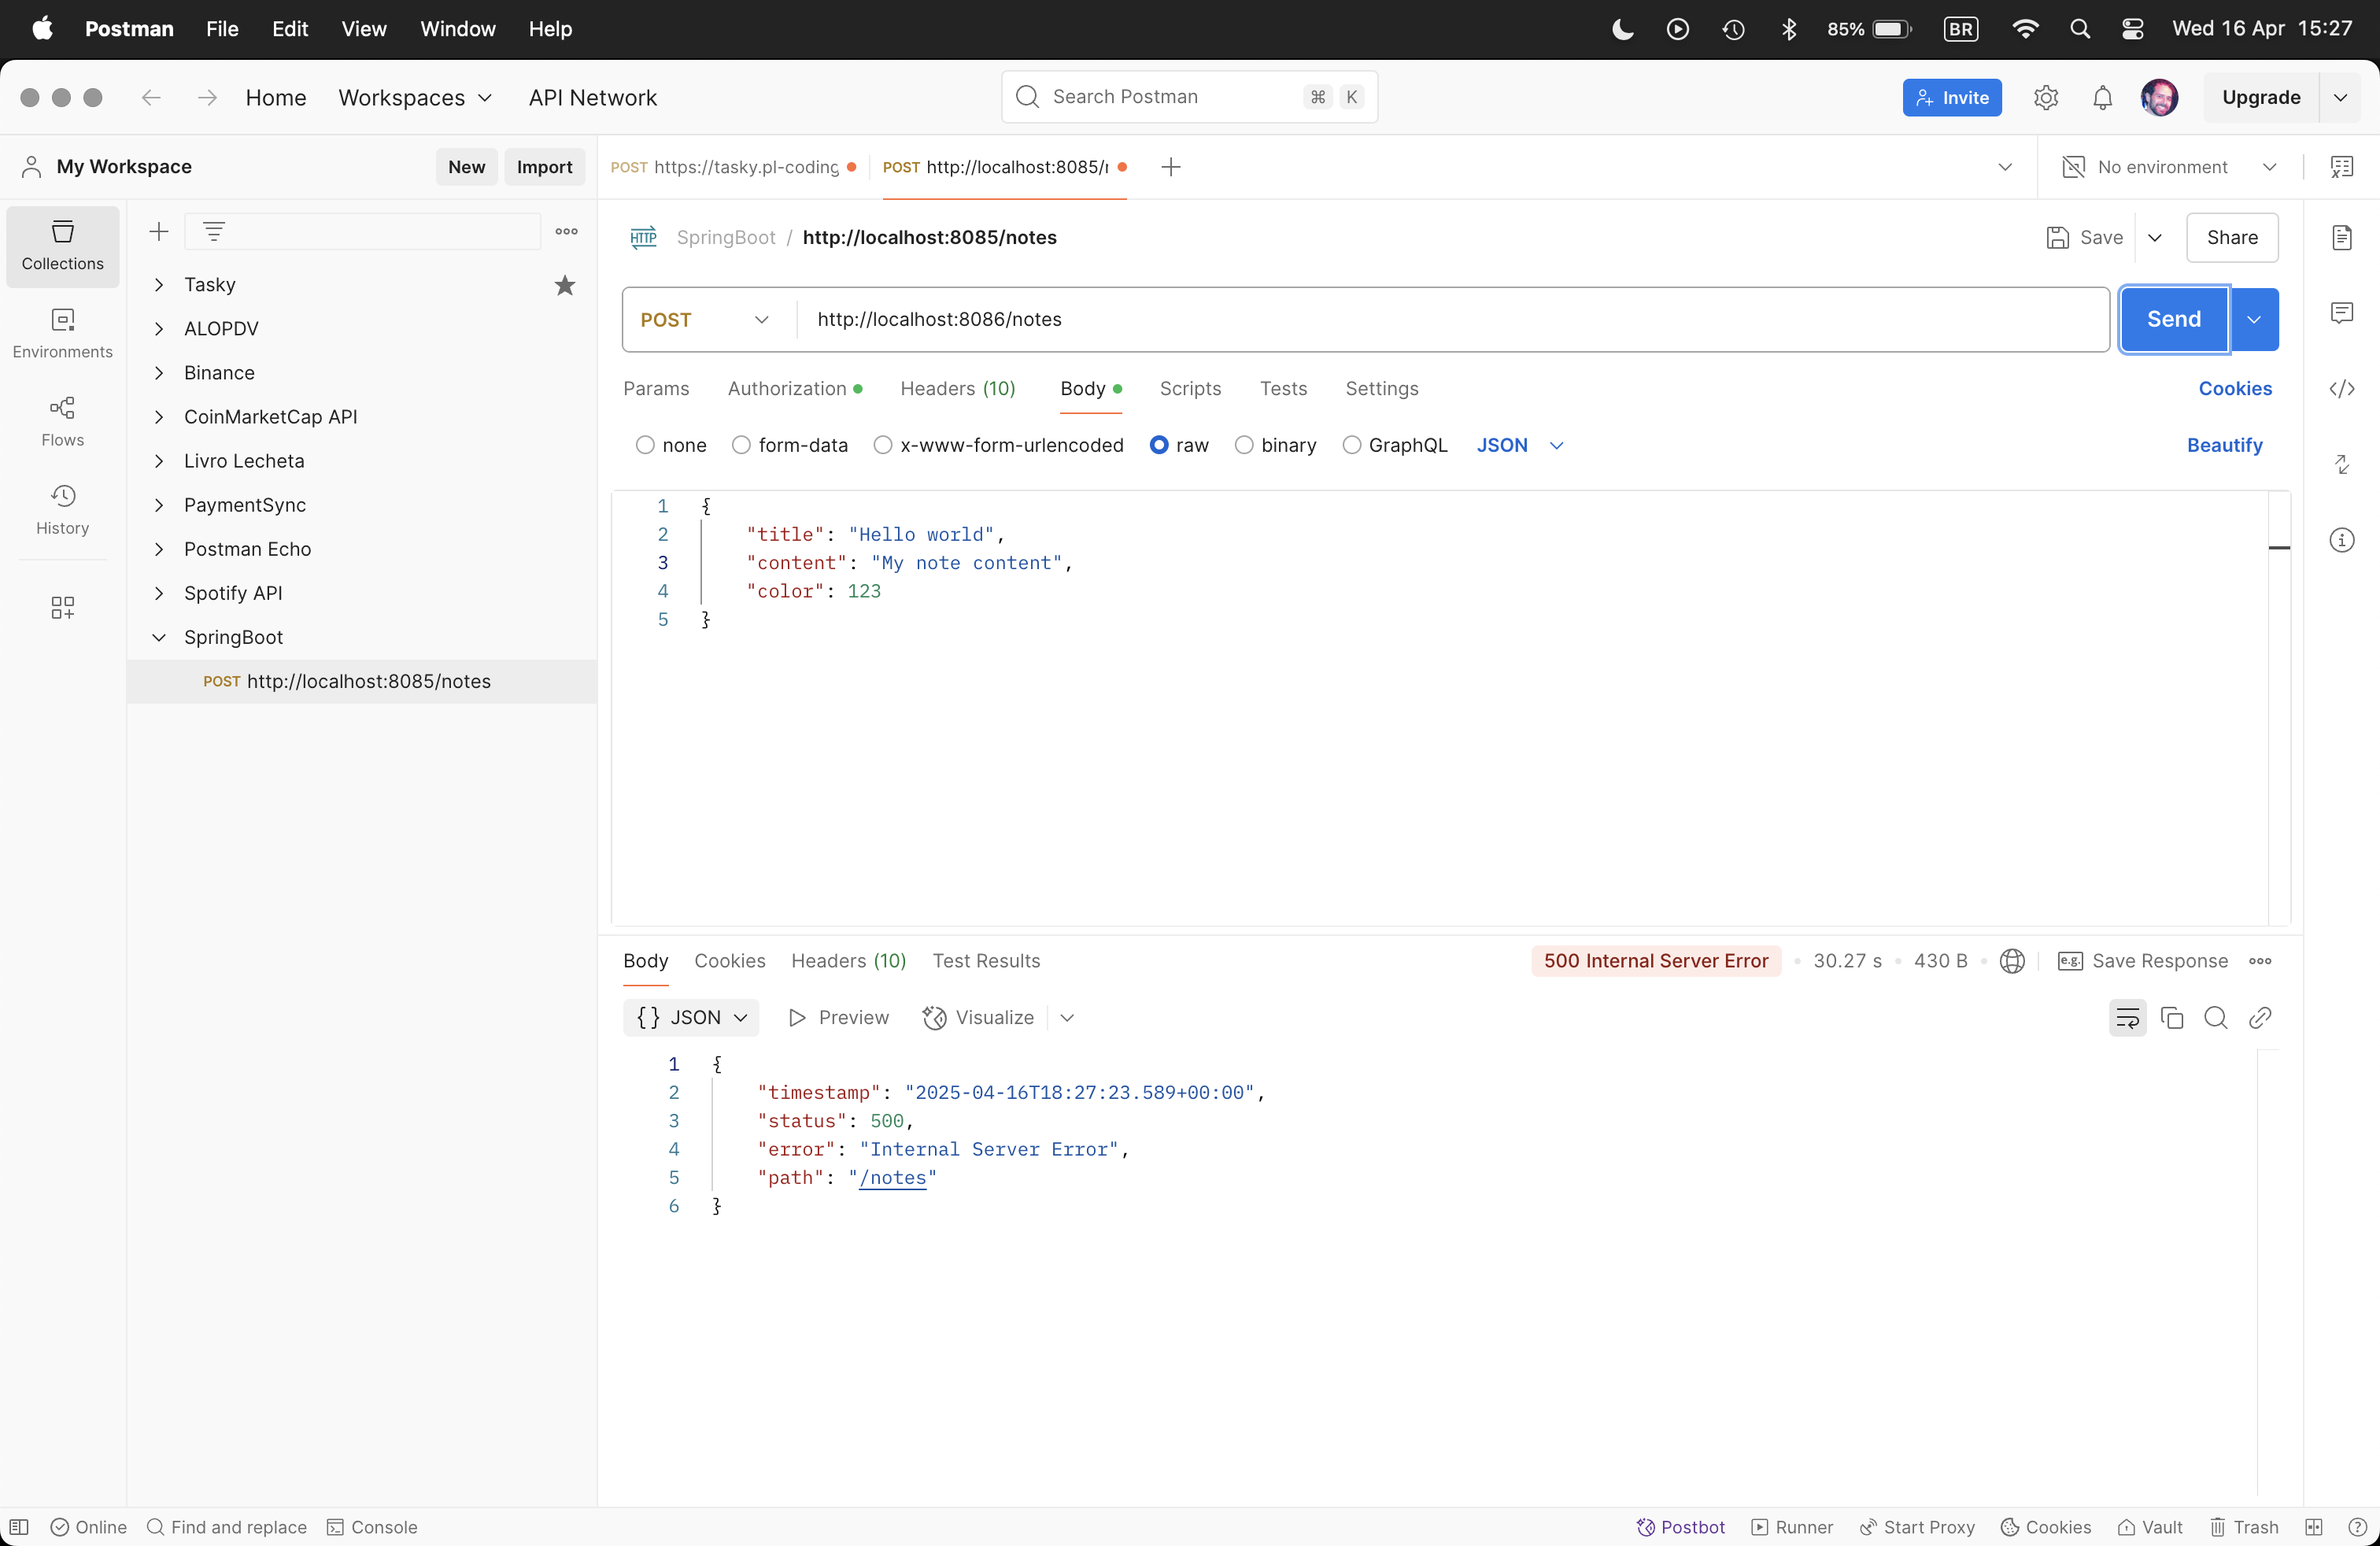 Postman File Edit View Window Help 85% BR Wed 16 Apr 15:27
Home Workspaces API Network Search Postman ⌘ K Invite Upgrade
My Workspace New Import POST https://tasky.pl-coding POST http://localhost:8085/r No environment
Collections
Environments
Flows
History
Tasky
ALOPDV
Binance
CoinMarketCap API
Livro Lecheta
PaymentSync
Postman Echo
Spotify API
SpringBoot
POST http://localhost:8085/notes
HTTP SpringBoot / http://localhost:8085/notes Save Share
POST http://localhost:8086/notes Send
Params Authorization Headers (10) Body Scripts Tests Settings Cookies
none form-data x-www-form-urlencoded raw binary GraphQL JSON Beautify
1 {
2 "title": "Hello world",
3 "content": "My note content",
4 "color": 123
5 }
Body Cookies Headers (10) Test Results 500 Internal Server Error • 30.27 s • 430 B • e.g. Save Response
{} JSON Preview Visualize
1 {
2 "timestamp": "2025-04-16T18:27:23.589+00:00",
3 "status": 500,
4 "error": "Internal Server Error",
5 "path": "/notes"
6 }
Online Find and replace Console Postbot Runner Start Proxy Cookies Vault Trash